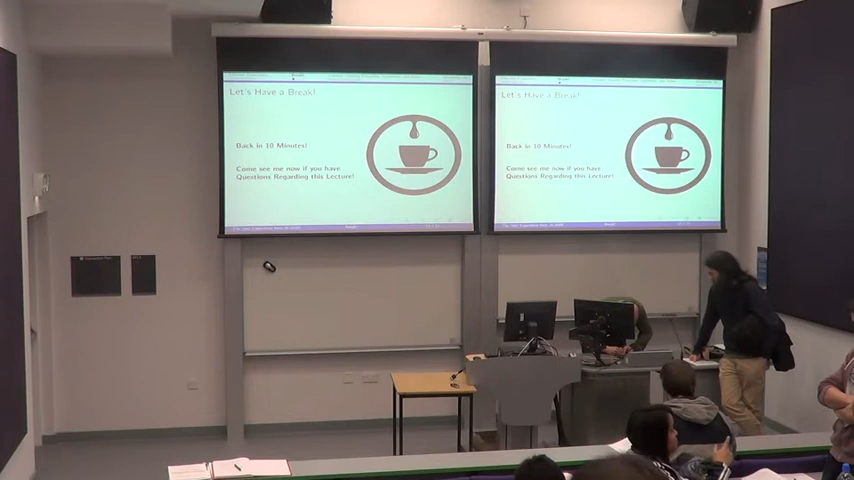 Let's Have a Break!
Back in 10 Minutes!
Come see me now if you have
Questions Regarding this Lecture!
Let's Have a Break!
Back in 10 Minutes!
Come see me now if you have
Questions Regarding this Lecture!